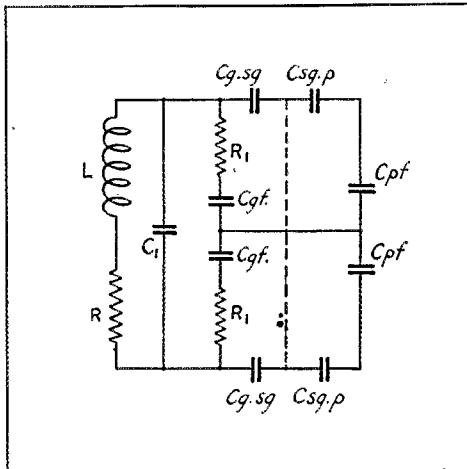 Cg.sg Csg.p
R1
L
Cgf.
Cpf
C1
Cgf.
Cpf
R
R1
Cg.sg Csg.p